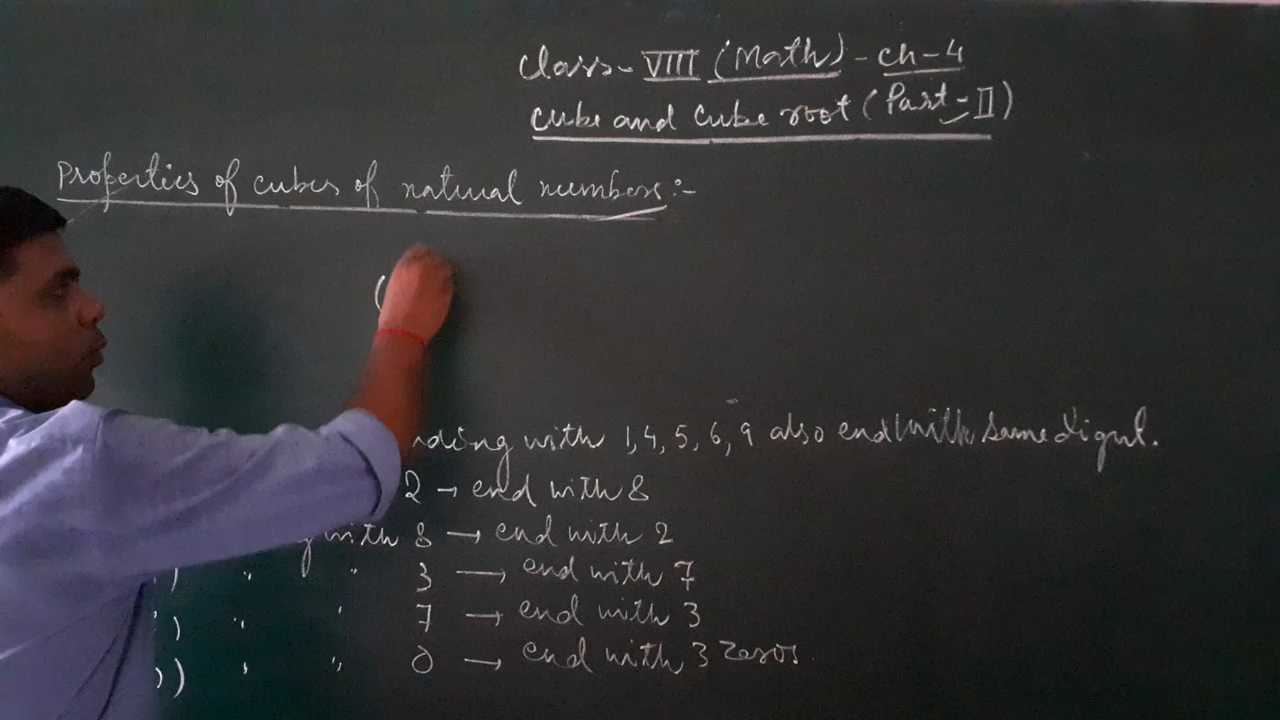 Class - VIII (Math) - ch-4
cube and cube root (Part-II)
Properties of cubes of natural numbers:-
(
nding with 1, 4, 5, 6, 9 also end with same digit.
2 → end with 8
g with 8 → end with 2
) " " 3 → end with 7
') " ' 7 → end with 3
)) ' " 0 → end with 3 zeros.